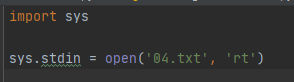 import sys
sys.stdin = open('04.txt', 'rt')